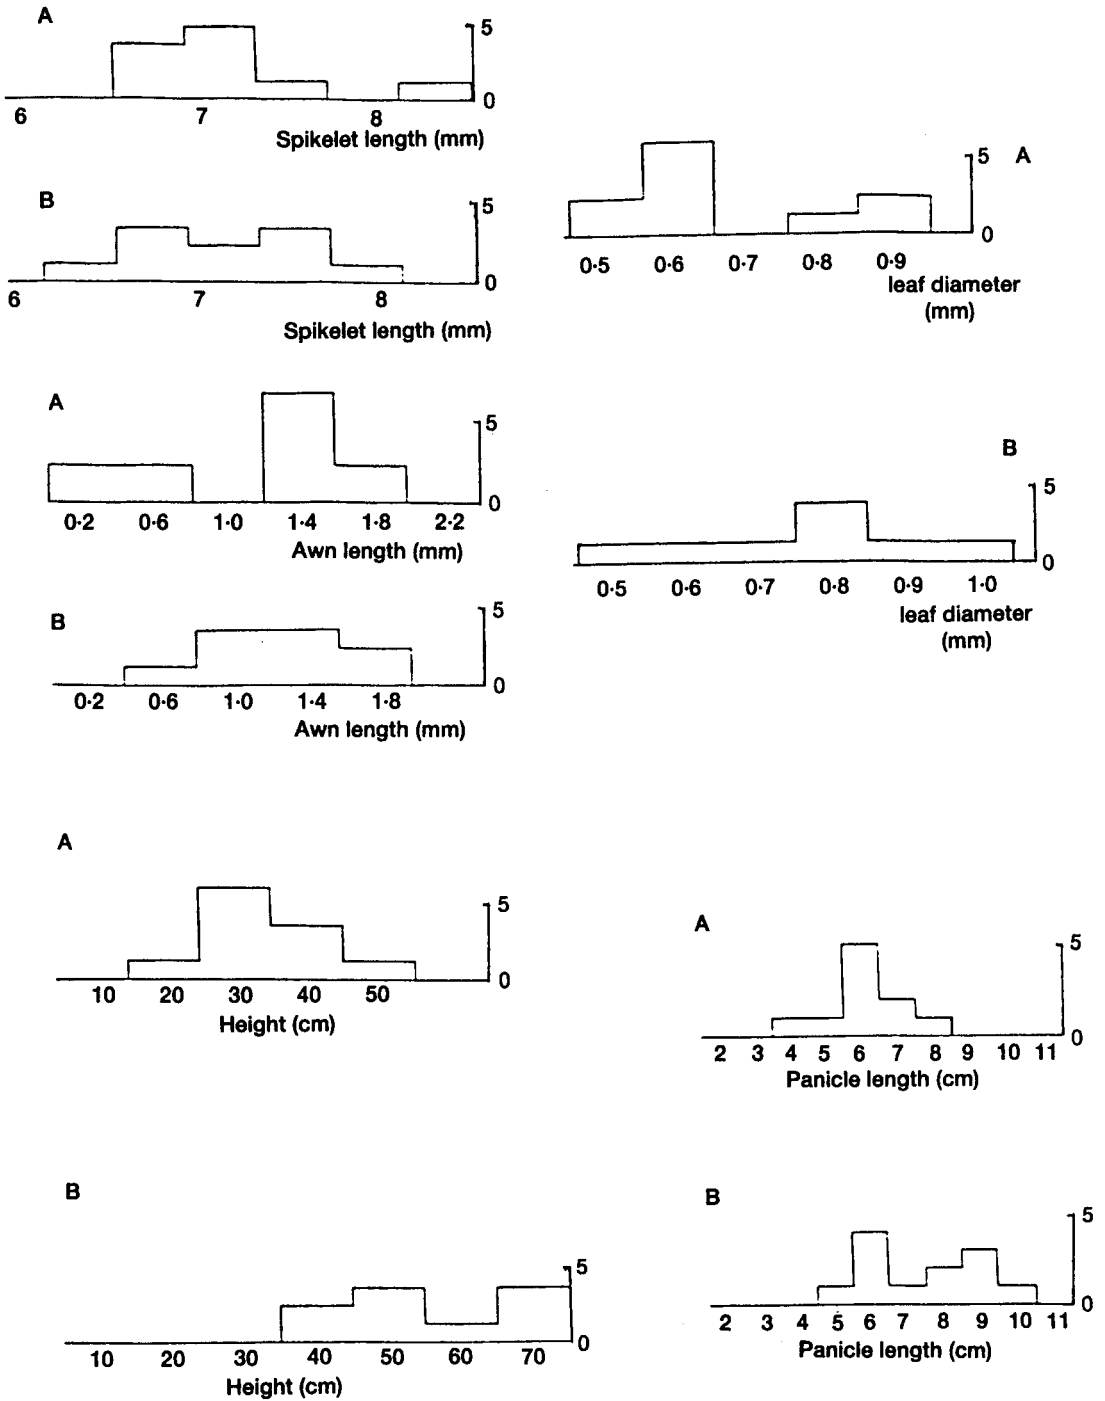 A
5
0
6 7 8
Spikelet length (mm)
B
5
0
6 7 8
Spikelet length (mm)
A
5
0
0·5 0·6 0·7 0·8 0·9
leaf diameter
(mm)
A
5
0
0·2 0·6 1·0 1·4 1·8 2·2
Awn length (mm)
B
5
0
0·5 0·6 0·7 0·8 0·9 1·0
leaf diameter
(mm)
B
5
0
0·2 0·6 1·0 1·4 1·8
Awn length (mm)
A
5
0
10 20 30 40 50
Height (cm)
A
5
0
2 3 4 5 6 7 8 9 10 11
Panicle length (cm)
B
5
0
10 20 30 40 50 60 70
Height (cm)
B
5
0
2 3 4 5 6 7 8 9 10 11
Panicle length (cm)